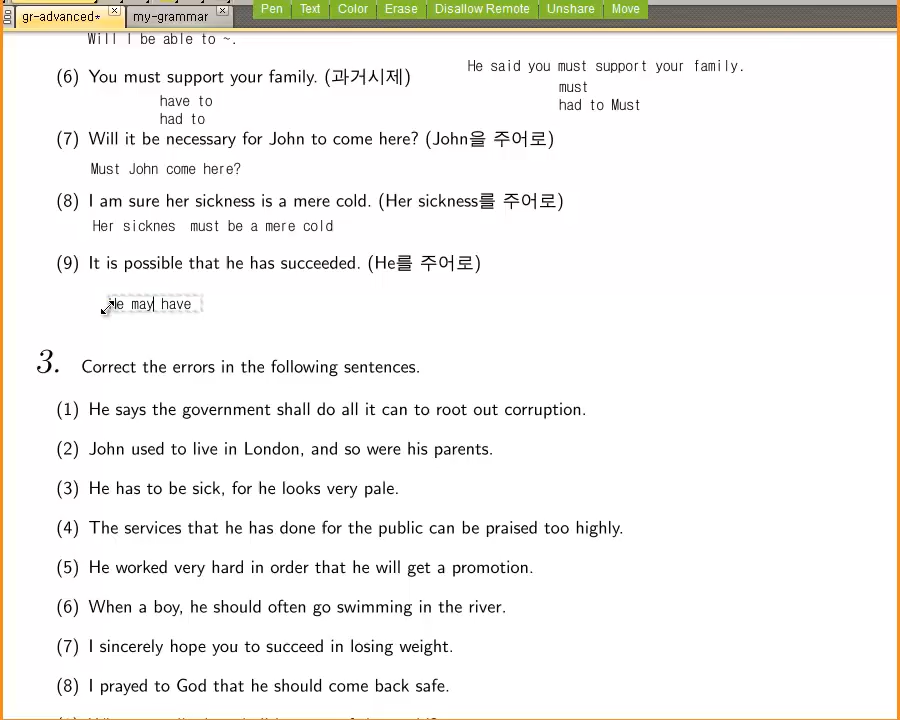 Pen Text Color Erase Disallow Remote Unshare Move
gr-advanced* my-grammar
Will I be able to ~.
(6) You must support your family. (과거시제)
He said you must support your family.
must
had to Must
have to
had to
(7) Will it be necessary for John to come here? (John을 주어로)
Must John come here?
(8) I am sure her sickness is a mere cold. (Her sickness를 주어로)
Her sicknes must be a mere cold
(9) It is possible that he has succeeded. (He를 주어로)
He may have
3. Correct the errors in the following sentences.
(1) He says the government shall do all it can to root out corruption.
(2) John used to live in London, and so were his parents.
(3) He has to be sick, for he looks very pale.
(4) The services that he has done for the public can be praised too highly.
(5) He worked very hard in order that he will get a promotion.
(6) When a boy, he should often go swimming in the river.
(7) I sincerely hope you to succeed in losing weight.
(8) I prayed to God that he should come back safe.